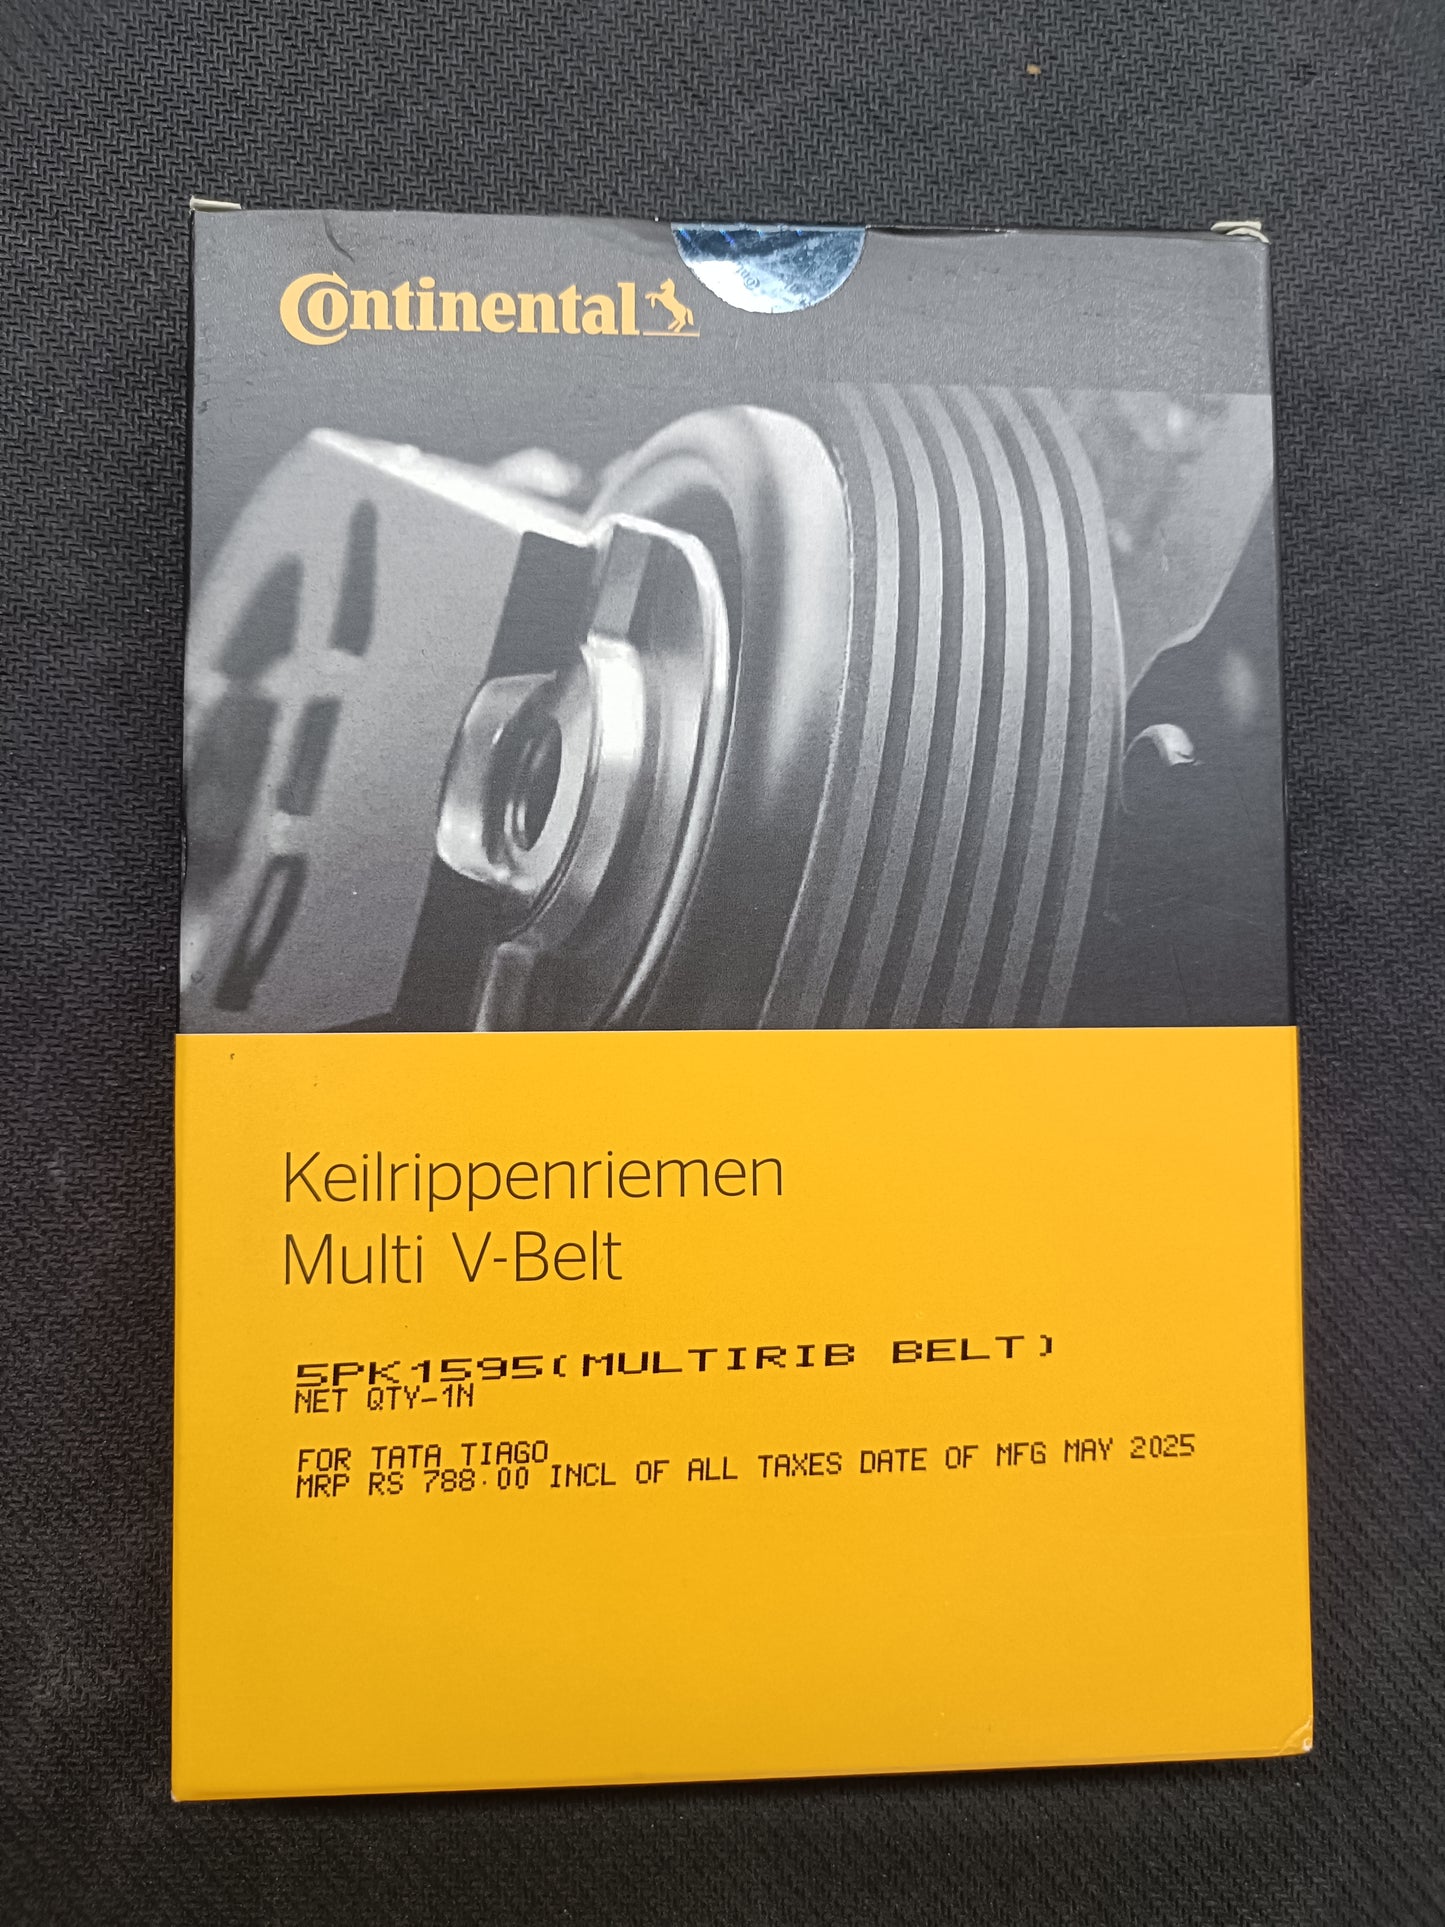 Continental
Keilrippenriemen
Multi V-Belt
5PK1595(MULTIRIB BELT)
NET QTY-1N
FOR TATA TIAGO
MRP RS 788.00 INCL OF ALL TAXES DATE OF MFG MAY 2025